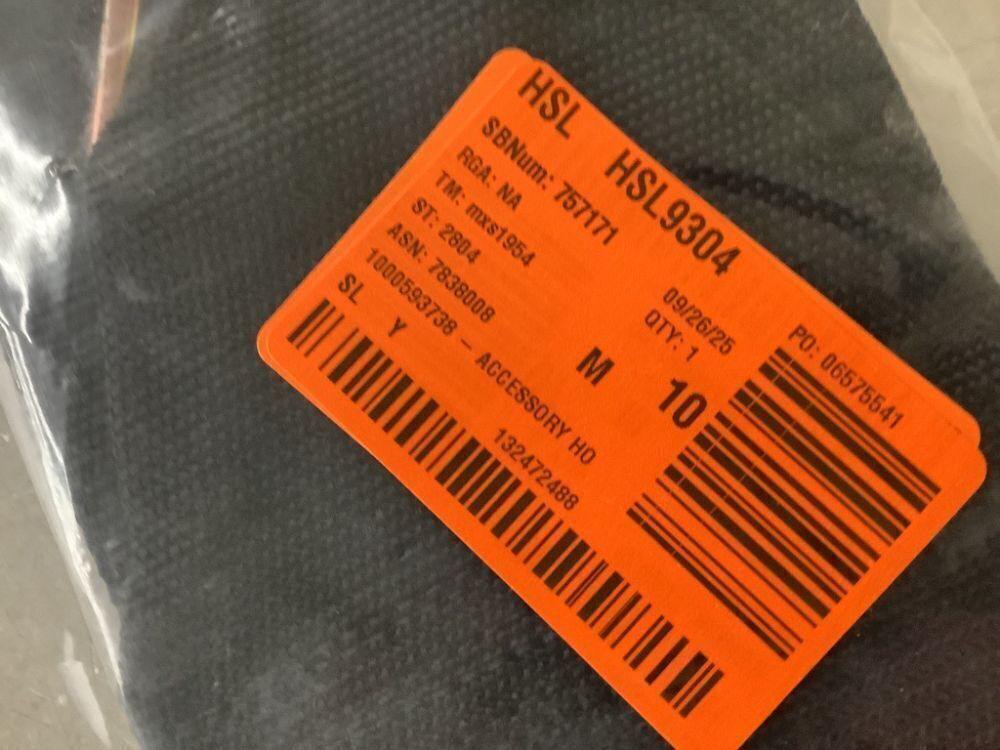 HSL HSL9304
SBNum: 757171
RGA: NA 09/26/25 PO: 06575541
TM: mxs1954 QTY: 1
ST: 2804
ASN: 7838008 M 10
1000593738 - ACCESSORY HO
SL Y 132472488